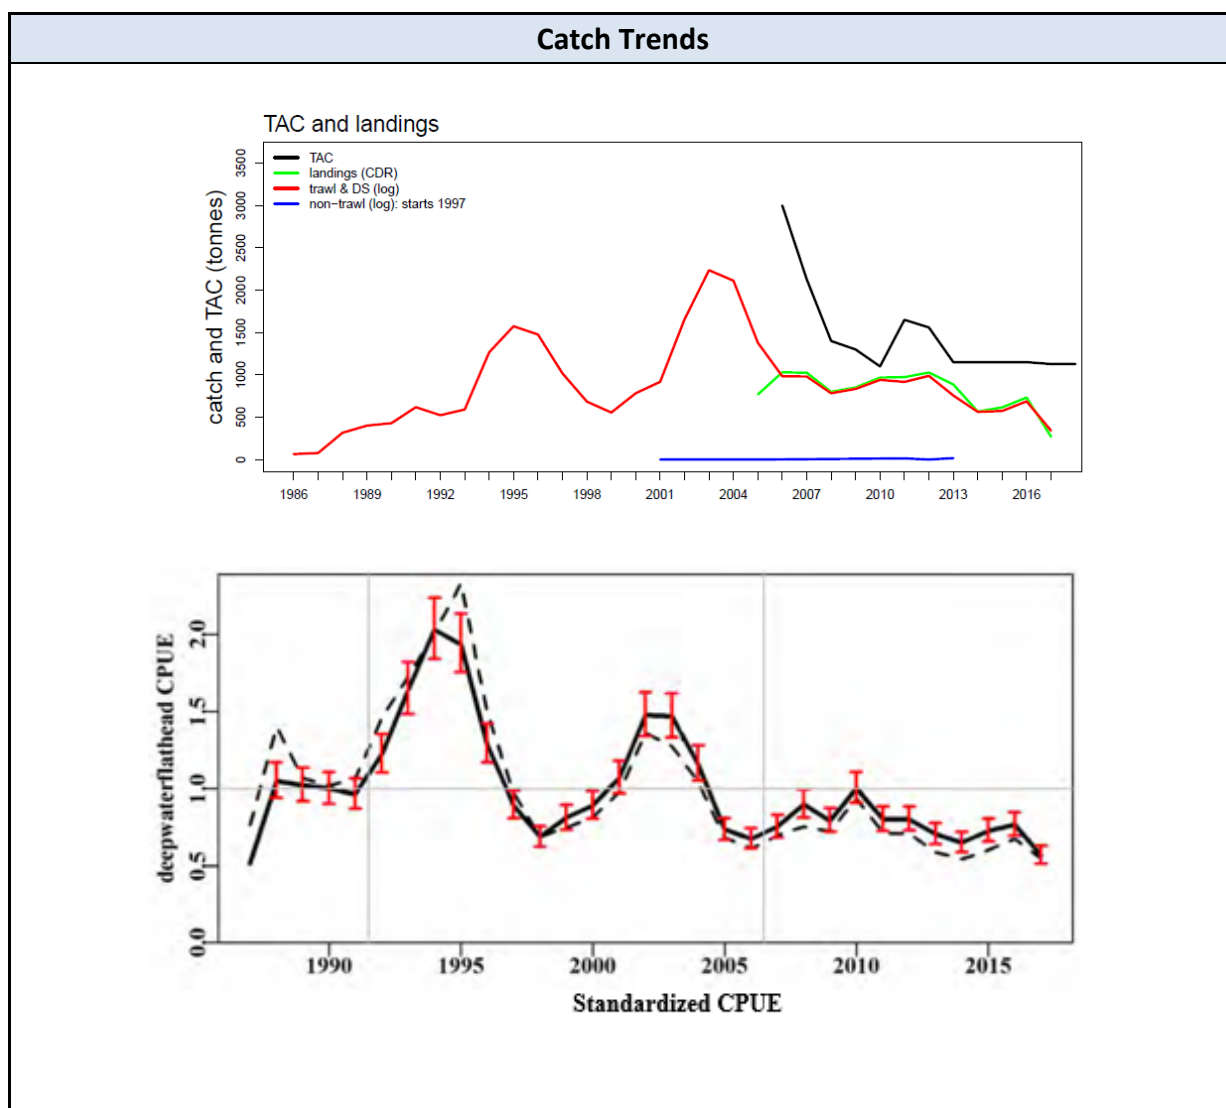 Catch Trends
TAC and landings
TAC
landings (CDR)
trawl & DS (log)
non−trawl (log): starts 1997
catch and TAC (tonnes)
3500
3000
2500
2000
1500
1000
500
0
1986 1989 1992 1995 1998 2001 2004 2007 2010 2013 2016
deepwaterflathead CPUE
2.0
1.5
1.0
0.5
0.0
1990 1995 2000 2005 2010 2015
Standardized CPUE